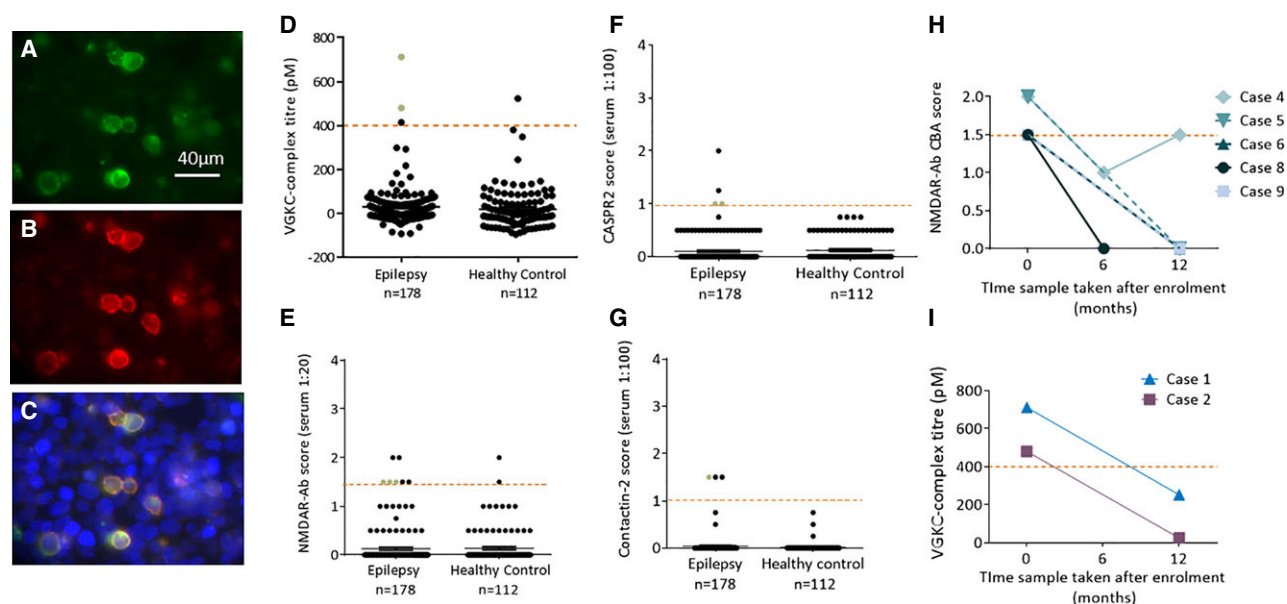 A
40μm
B
C
D
VGKC-complex titre (pM)
800
600
400
200
0
-200
Epilepsy
n=178
Healthy Control
n=112
E
NMDAR-Ab score (serum 1:20)
4
3
2
1
0
Epilepsy
n=178
Healthy Control
n=112
F
CASPR2 score (serum 1:100)
4
3
2
1
0
Epilepsy
n=178
Healthy Control
n=112
G
Contactin-2 score (serum 1:100)
4
3
2
1
0
Epilepsy
n=178
Healthy control
n=112
H
NMDAR-Ab CBA score
2.0
1.5
1.0
0.5
0.0
0 6 12
TIme sample taken after enrolment
(months)
Case 4
Case 5
Case 6
Case 8
Case 9
I
VGKC-complex titre (pM)
800
600
400
200
0
0 6 12
TIme sample taken after enrolment
(months)
Case 1
Case 2